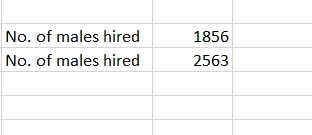 No. of males hired 1856
No. of males hired 2563